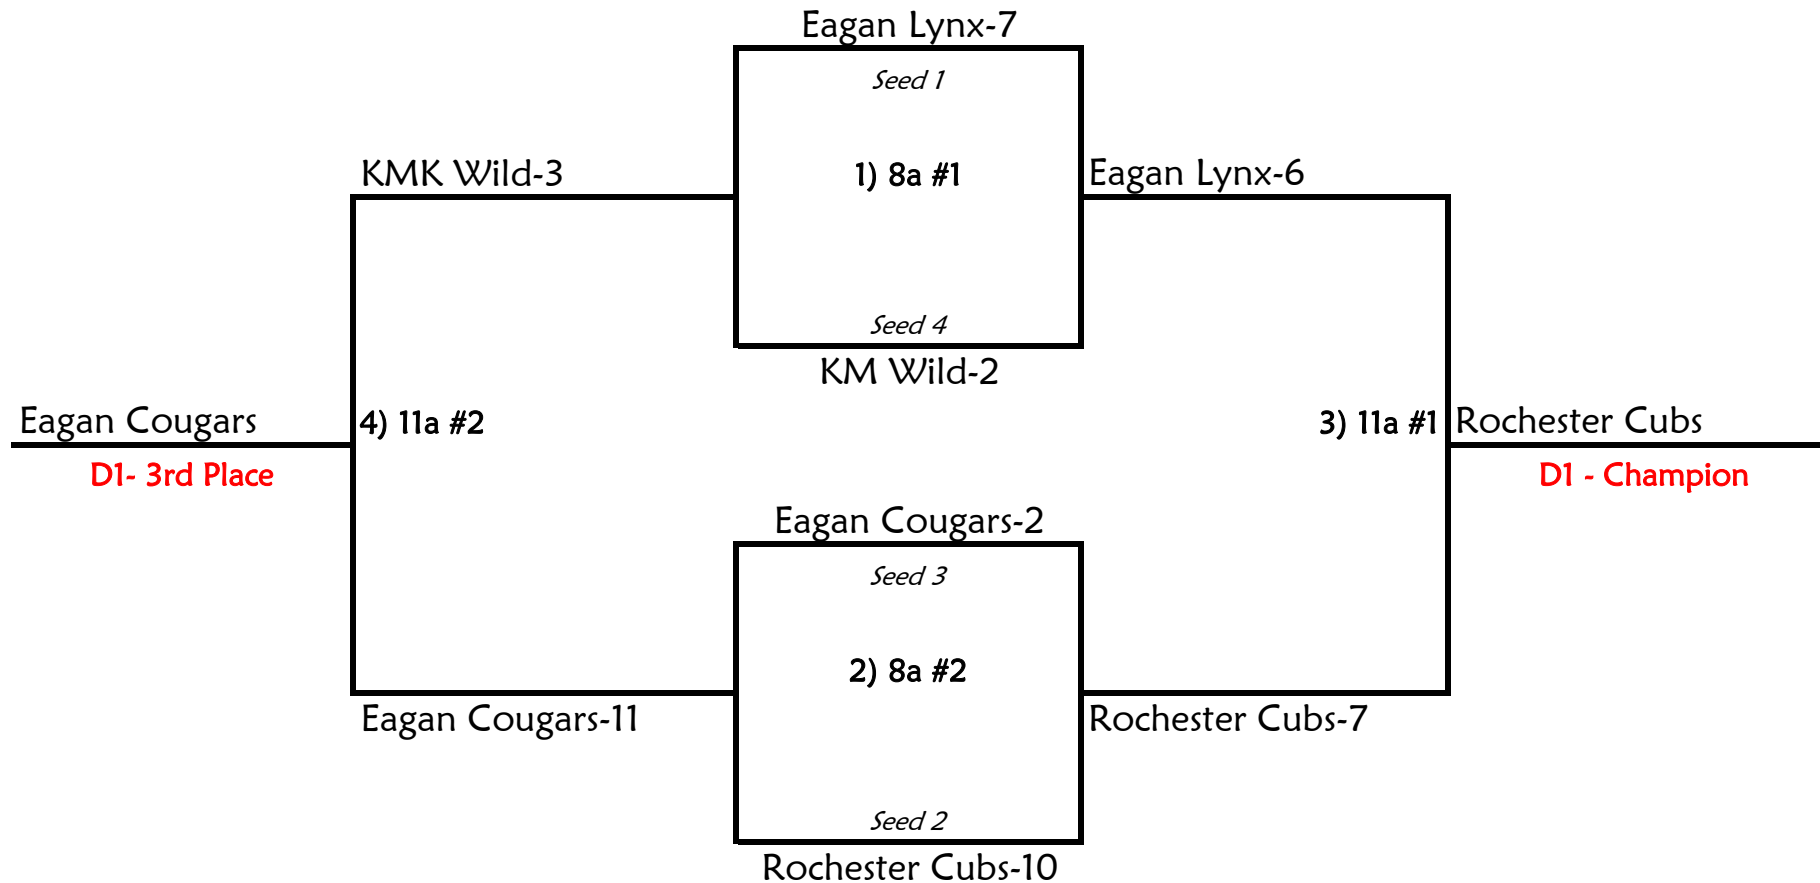 Eagan Lynx-7
Seed 1
KMK Wild-3
1) 8a #1
Eagan Lynx-6
Seed 4
KM Wild-2
Eagan Cougars
4) 11a #2
3) 11a #1
Rochester Cubs
D1- 3rd Place
D1 - Champion
Eagan Cougars-2
Seed 3
2) 8a #2
Eagan Cougars-11
Rochester Cubs-7
Seed 2
Rochester Cubs-10